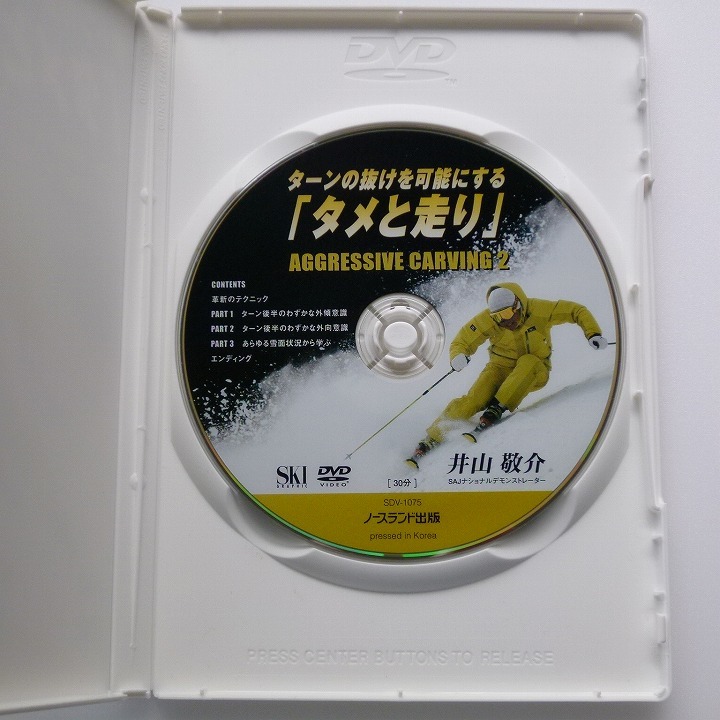 DVD
ターンの抜けを可能にする
「タメと走り」
AGGRESSIVE CARVING 2
CONTENTS
革新のテクニック
PART 1 ターン後半のわずかな外傾意識
PART 2 ターン後半のわずかな外向意識
PART 3 あらゆる雪面状況から学ぶ
エンディング
SKI
GRAPHIC
DVD
VIDEO
[30分]
井山 敬介
SAJナショナルデモンストレーター
SDV-1075
ノースランド出版
pressed in Korea
PRESS CENTER BUTTONS TO RELEASE